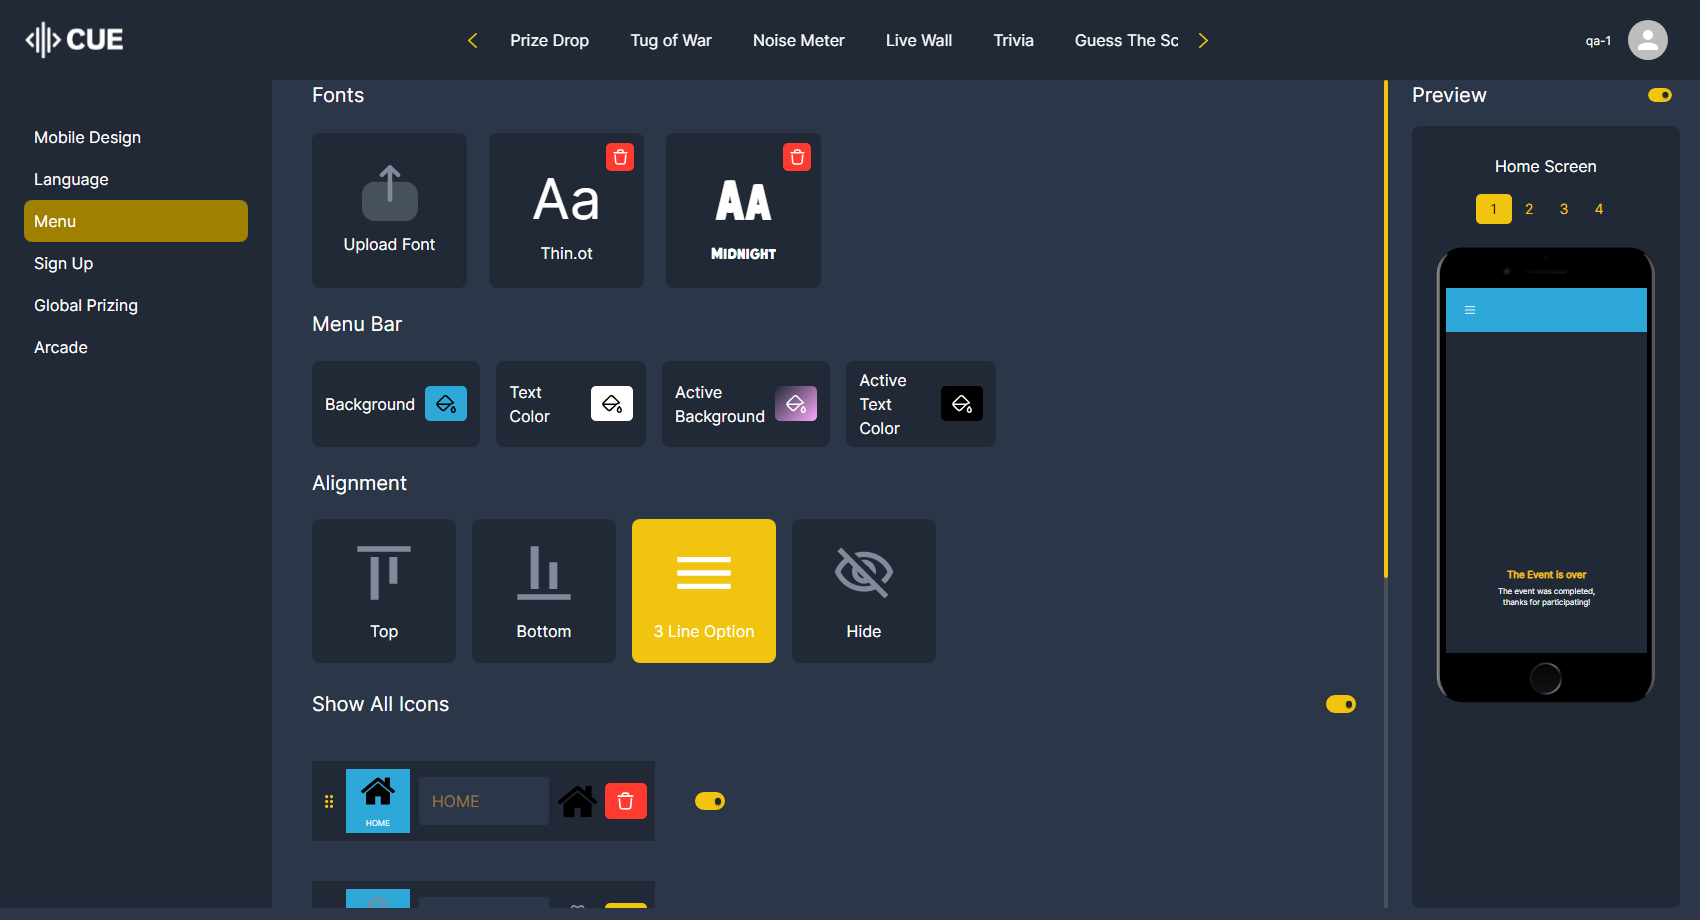 CUE
Prize Drop
Tug of War
Noise Meter
Live Wall
Trivia
Guess The Sc
qa-1
Mobile Design
Language
Menu
Sign Up
Global Prizing
Arcade
Fonts
Upload Font
Aa
Thin.ot
AA
MIDNIGHT
Menu Bar
Background
Text
Color
Active
Background
Active
Text
Color
Alignment
Top
Bottom
3 Line Option
Hide
Show All Icons
HOME
HOME
Preview
Home Screen
1 2 3 4
The Event is over
The event was completed,
thanks for participating!